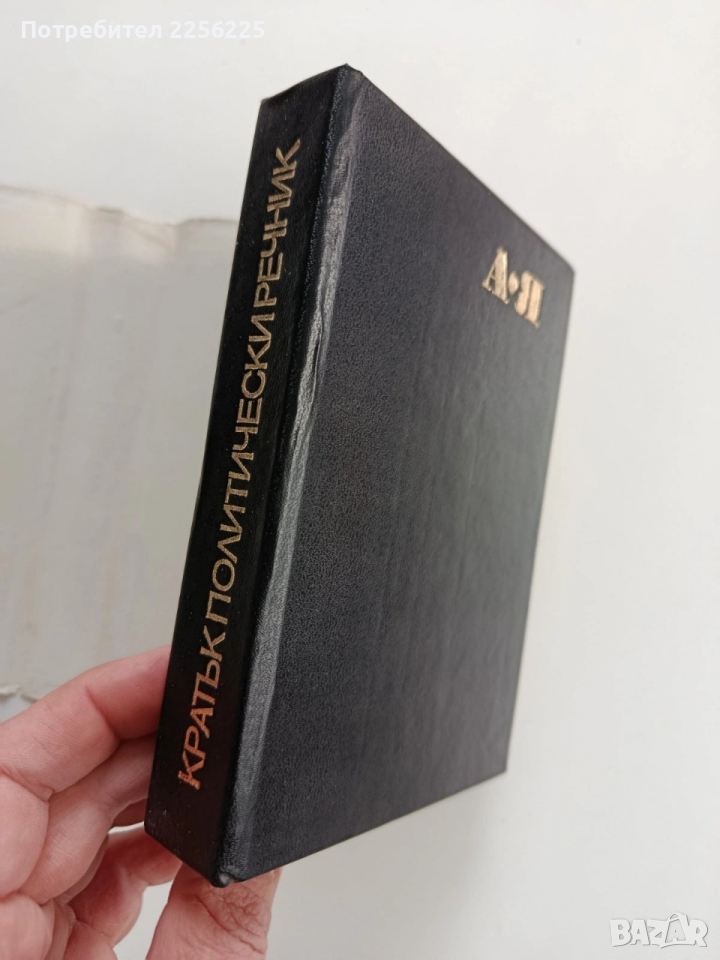 Потребител 2256225
КРАТЪК ПОЛИТИЧЕСКИ РЕЧНИК
А•Я
BAZAR